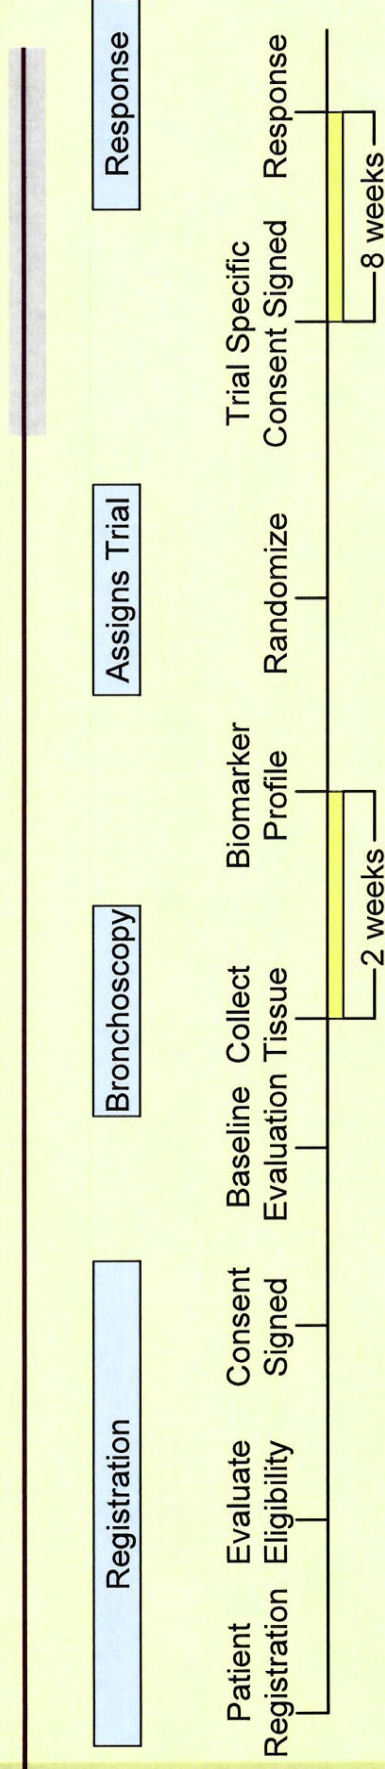 Registration
Bronchoscopy
Assigns Trial
Response
Patient
Registration
Evaluate
Eligibility
Consent
Signed
Baseline
Evaluation
Collect
Tissue
Biomarker
Profile
Randomize
Trial Specific
Consent Signed
Response
2 weeks
8 weeks